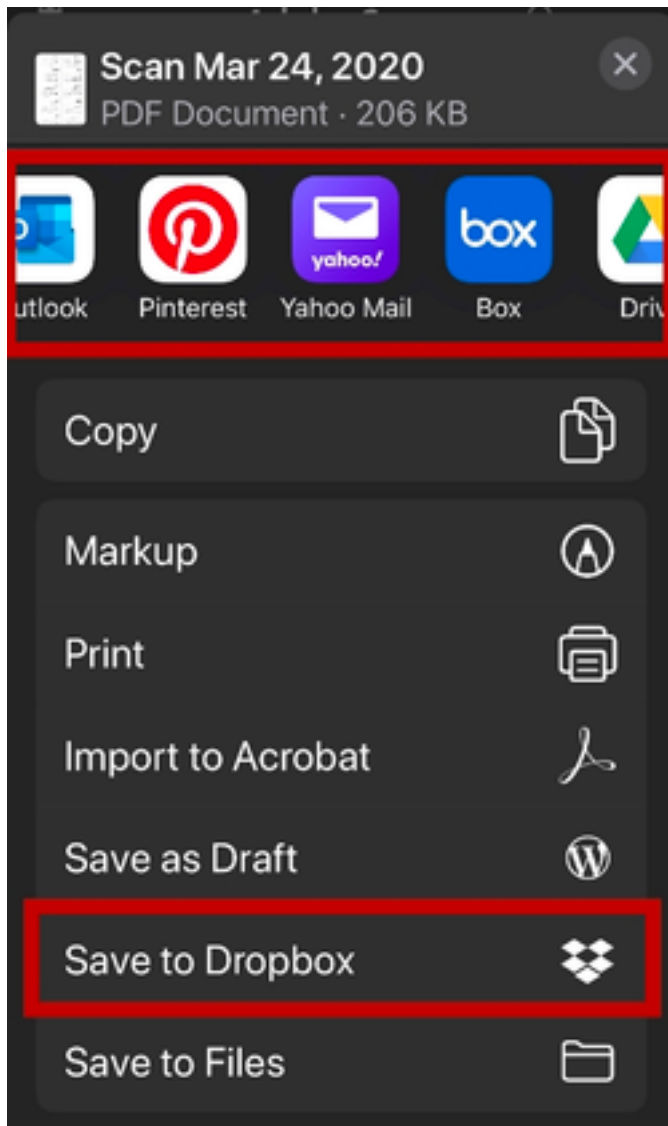 Scan Mar 24, 2020
PDF Document · 206 KB
yahoo!
box
utlook Pinterest Yahoo Mail Box Driv
Copy
Markup
Print
Import to Acrobat
Save as Draft
Save to Dropbox
Save to Files